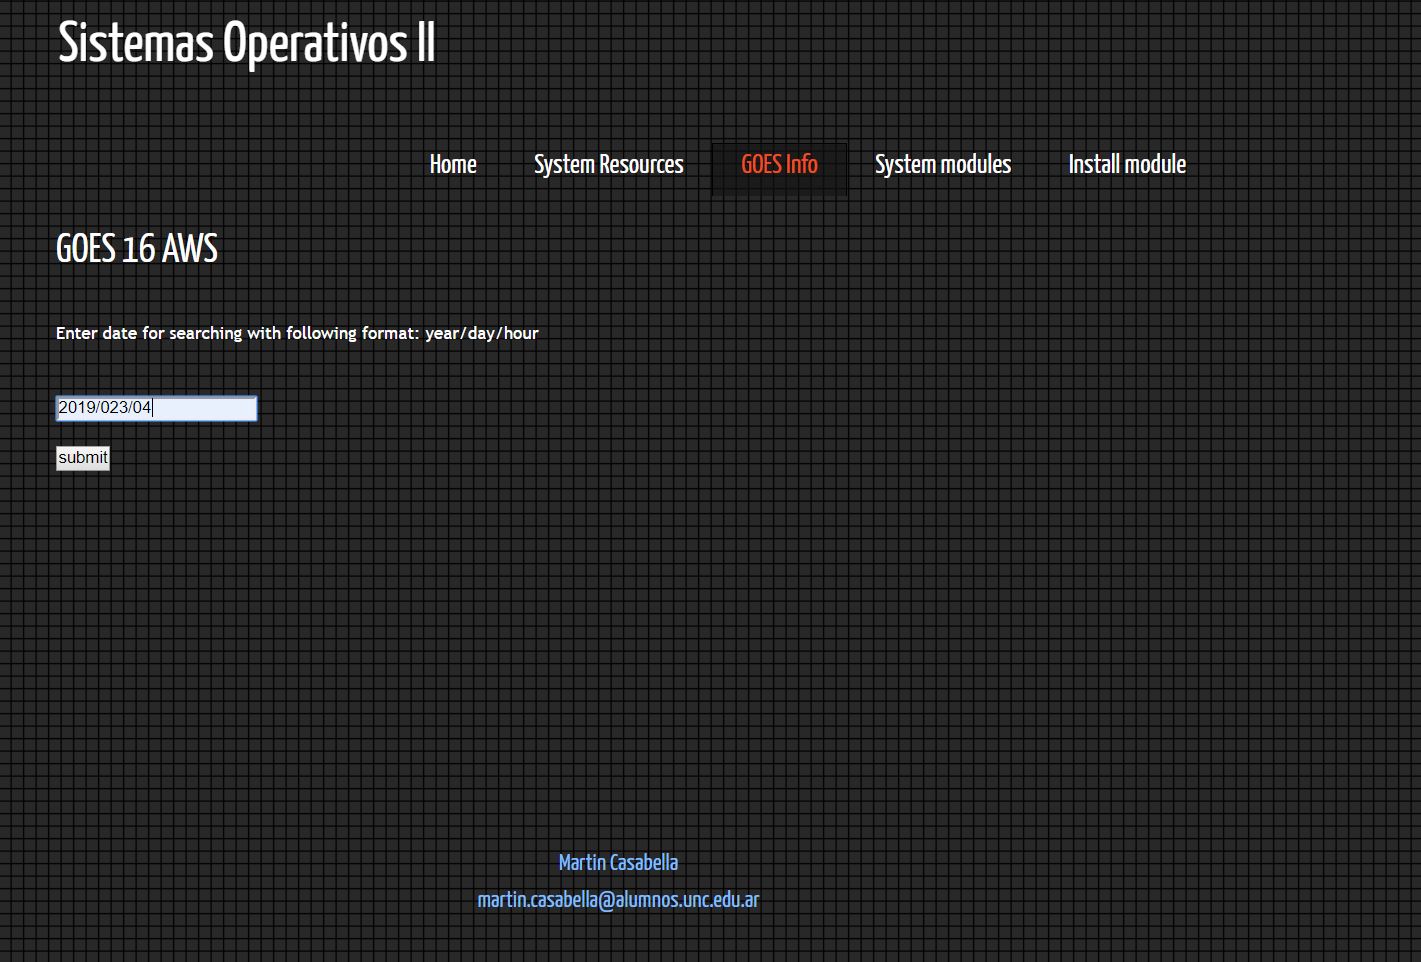 Sistemas Operativos II
Home System Resources GOES Info System modules Install module
GOES 16 AWS
Enter date for searching with following format: year/day/hour
2019/023/04
submit
Martin Casabella
martin.casabella@alumnos.unc.edu.ar